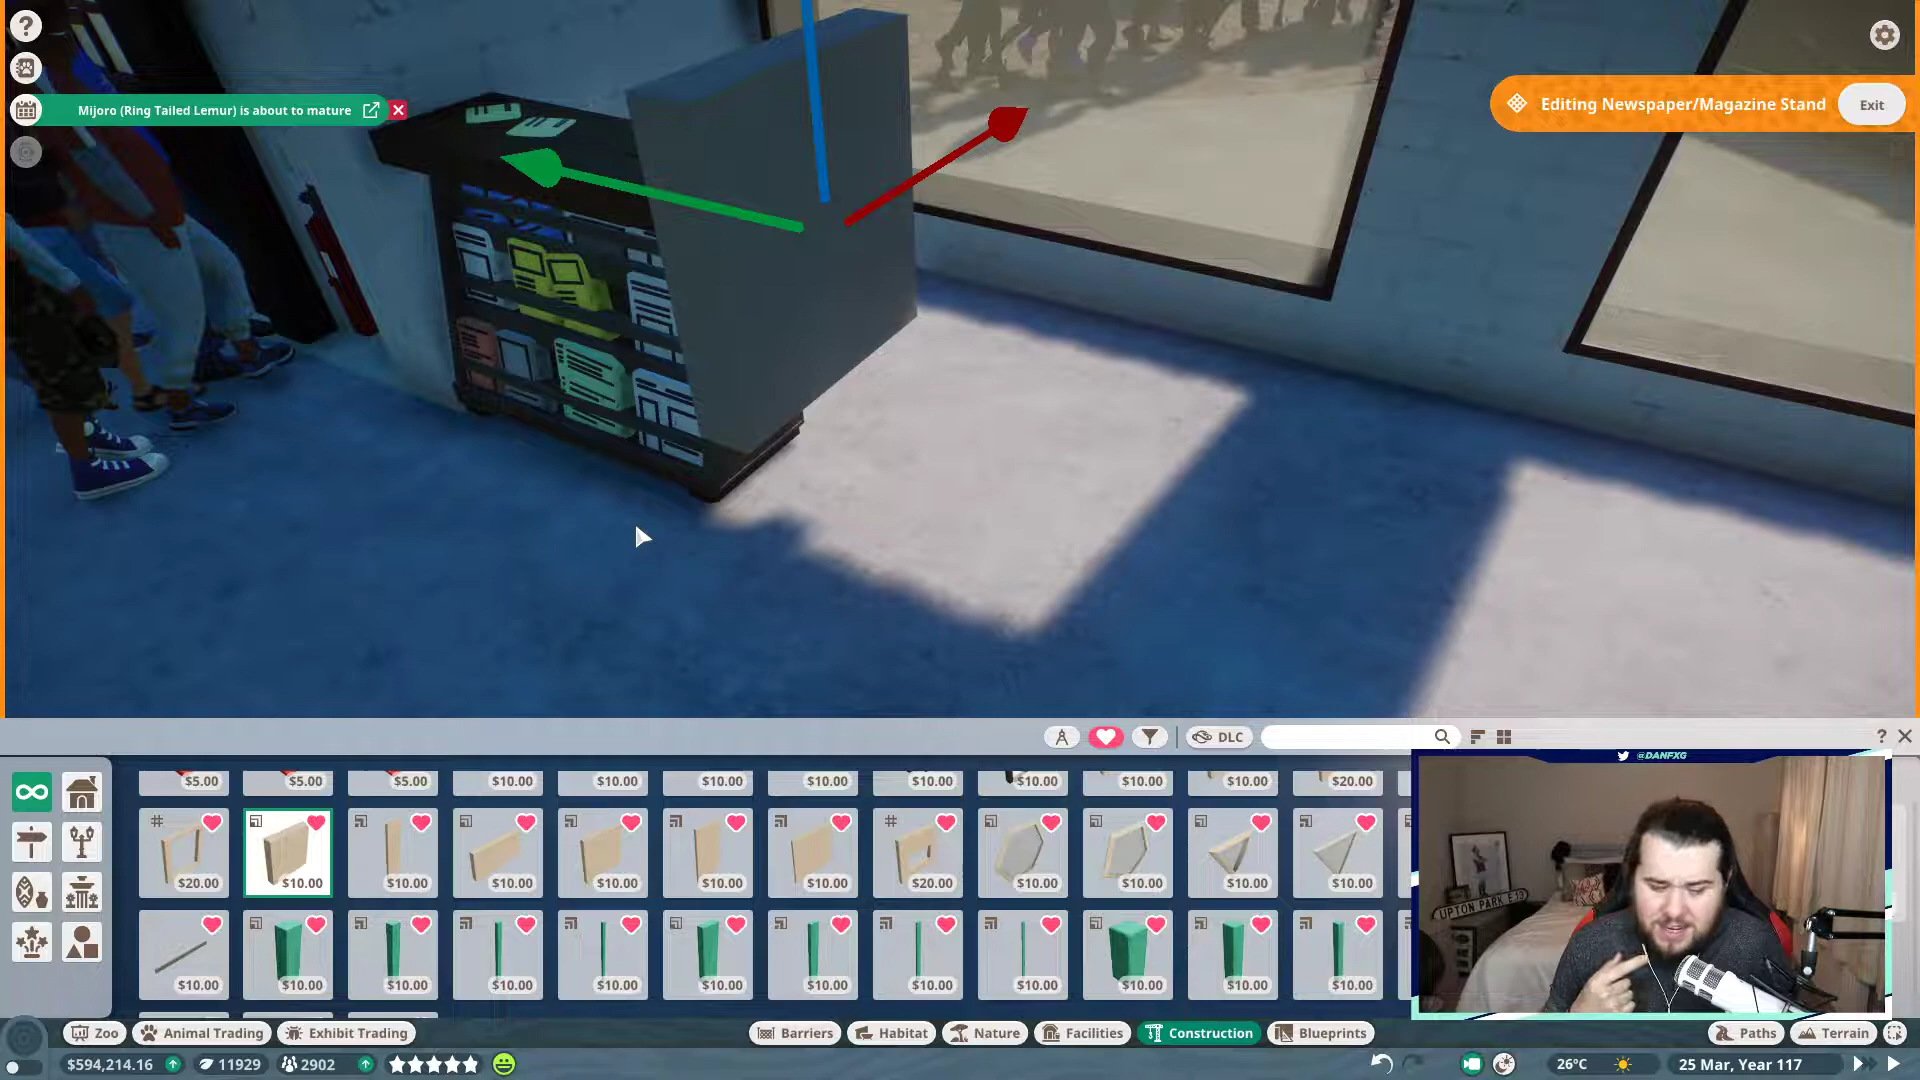 ?
Mijoro (Ring Tailed Lemur) is about to mature
Editing Newspaper/Magazine Stand
Exit
DLC
?
@DANFXG
$5.00 $5.00 $5.00 $10.00 $10.00 $10.00 $10.00 $10.00 $10.00 $10.00 $10.00 $20.00
$20.00 $10.00 $10.00 $10.00 $10.00 $10.00 $10.00 $20.00 $10.00 $10.00 $10.00 $10.00
$10.00 $10.00 $10.00 $10.00 $10.00 $10.00 $10.00 $10.00 $10.00 $10.00 $10.00 $10.00
UPTON PARK E.13
Zoo Animal Trading Exhibit Trading Barriers Habitat Nature Facilities Construction Blueprints Paths Terrain
$594,214.16 11929 2902 26°C 25 Mar, Year 117